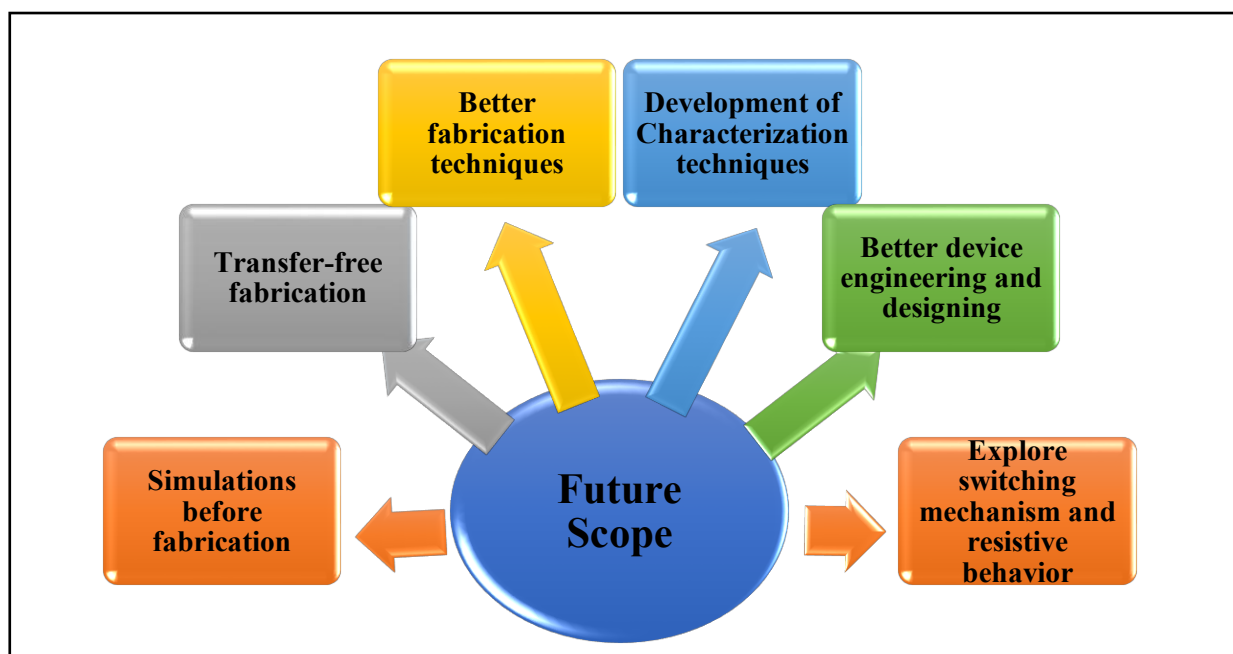 Better
fabrication
techniques
Development of
Characterization
techniques
Transfer-free
fabrication
Better device
engineering and
designing
Simulations
before
fabrication
Future
Scope
Explore
switching
mechanism and
resistive
behavior